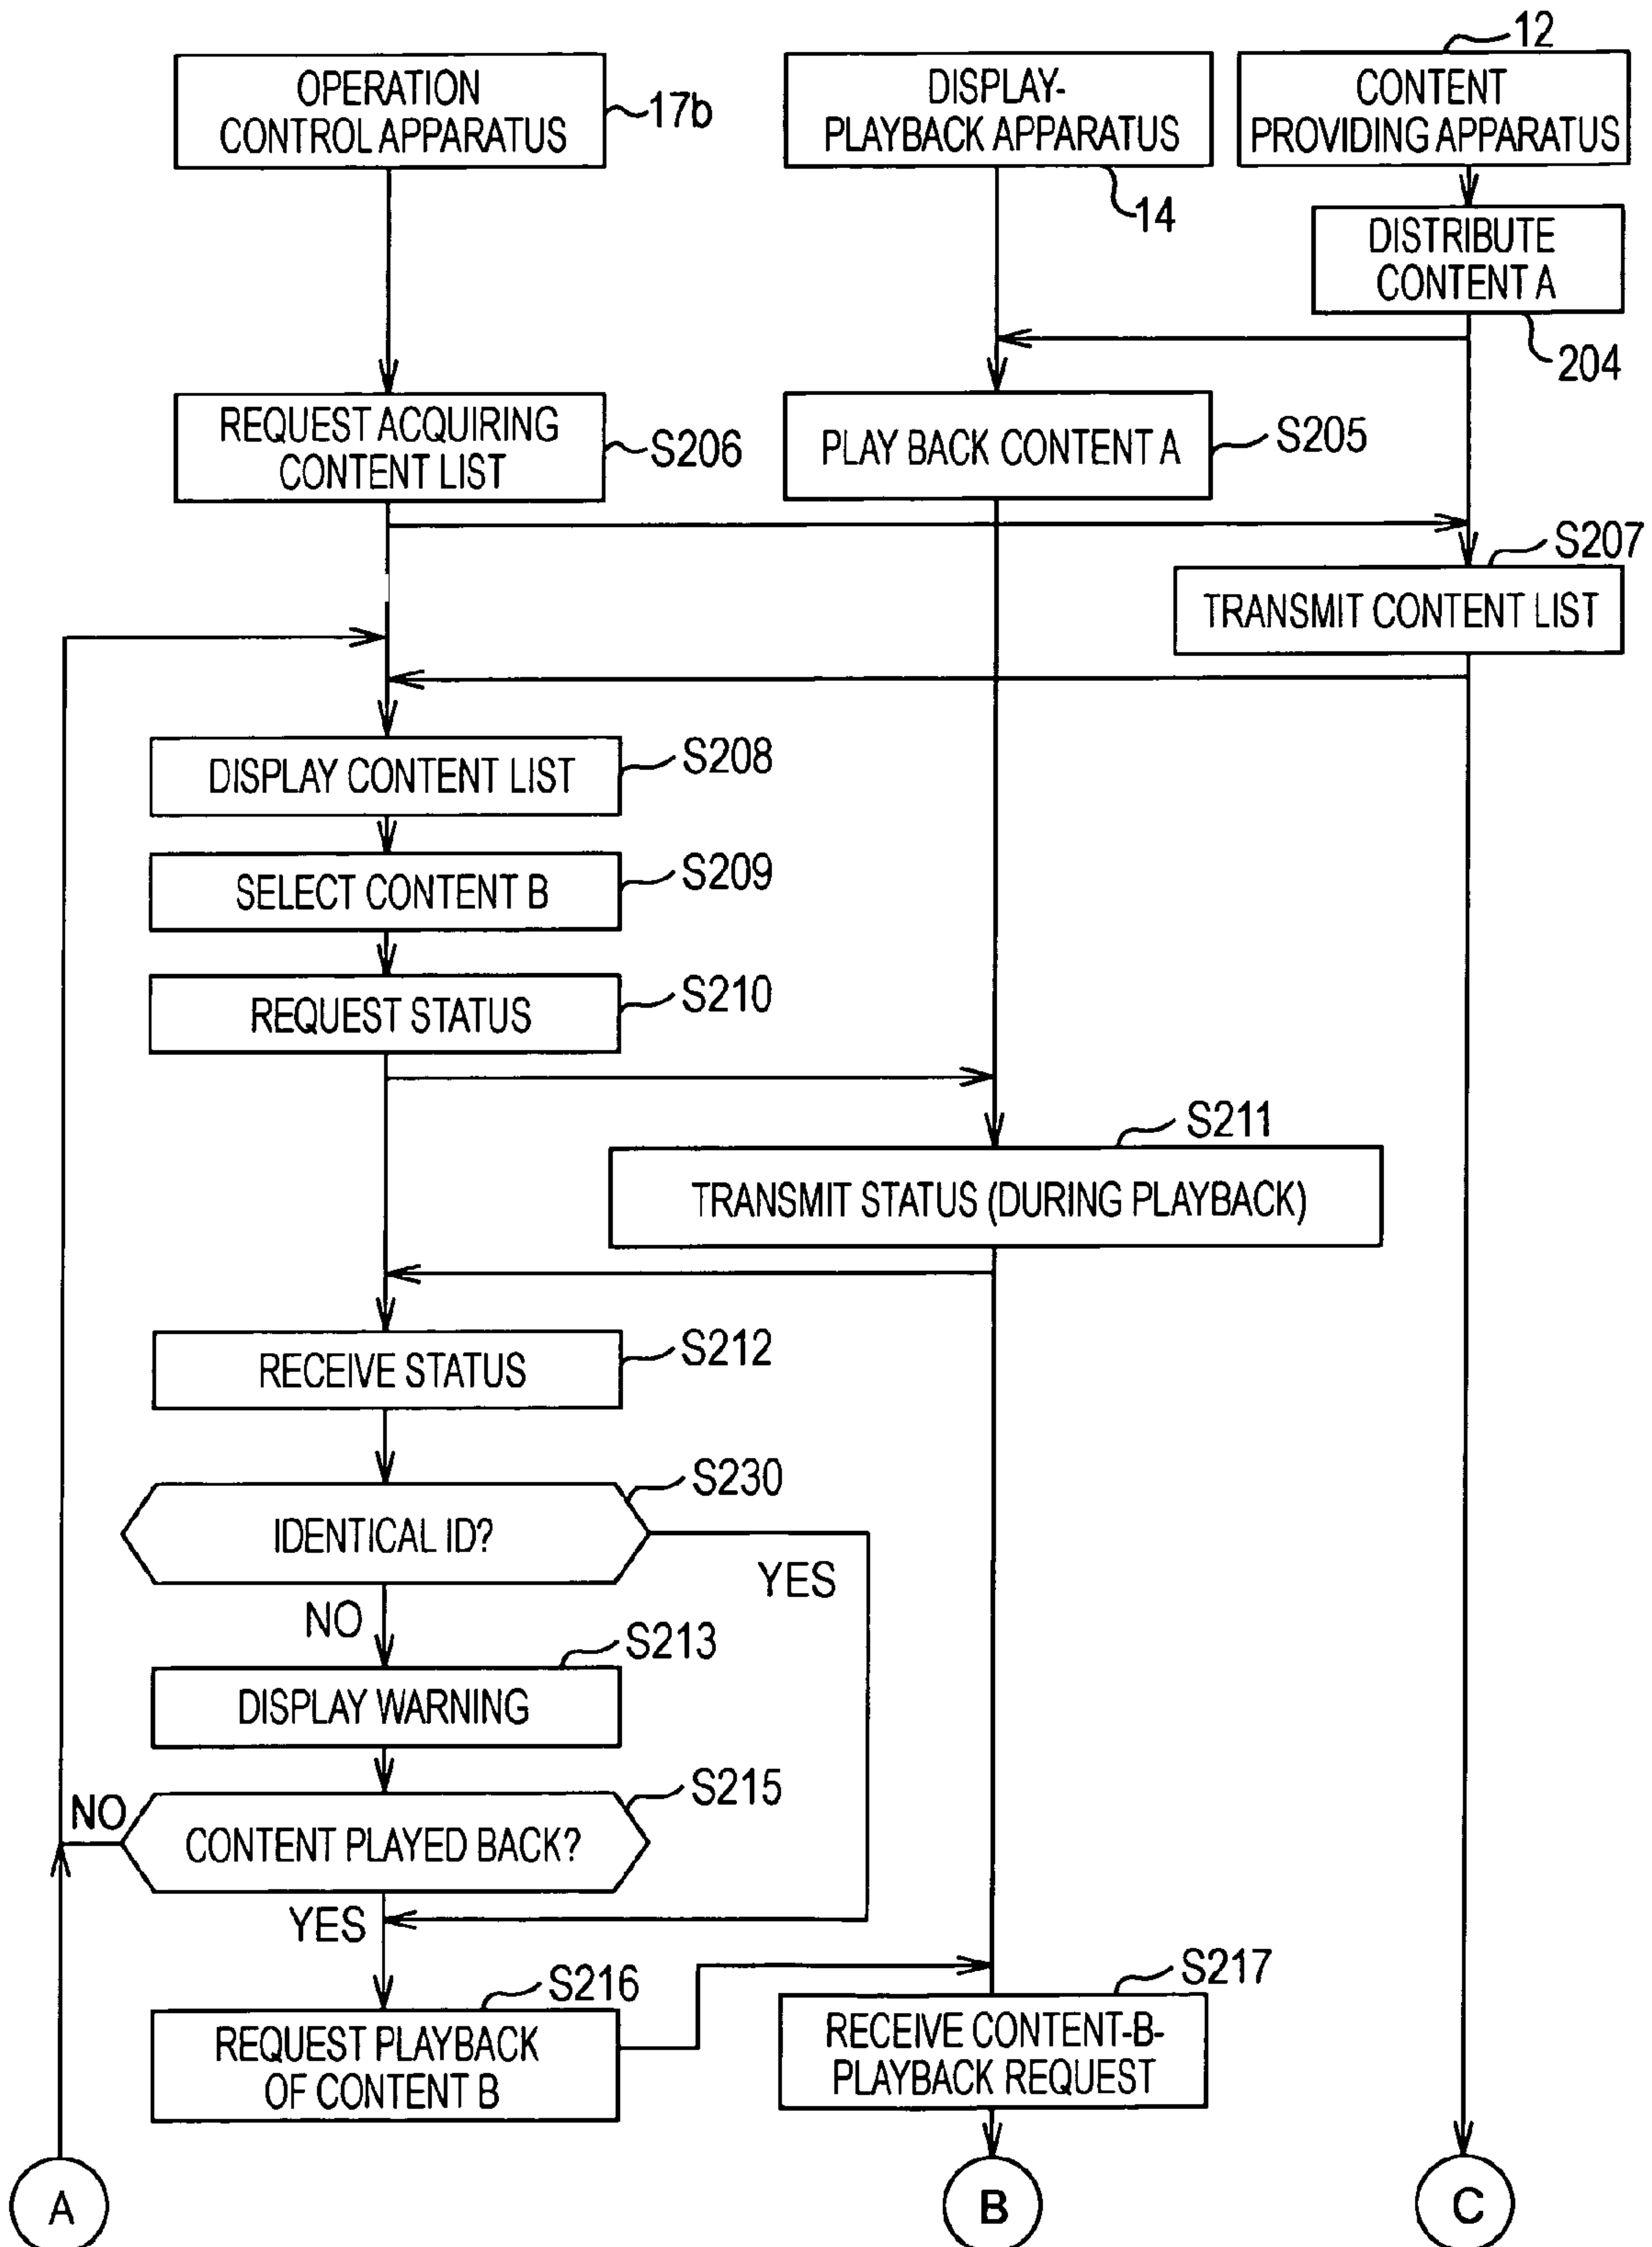 12
OPERATION
CONTROL APPARATUS
17b
DISPLAY-
PLAYBACK APPARATUS
14
CONTENT
PROVIDING APPARATUS
DISTRIBUTE
CONTENT A
204
REQUEST ACQUIRING
CONTENT LIST
S206
PLAY BACK CONTENT A
S205
S207
TRANSMIT CONTENT LIST
DISPLAY CONTENT LIST
S208
SELECT CONTENT B
S209
REQUEST STATUS
S210
S211
TRANSMIT STATUS (DURING PLAYBACK)
RECEIVE STATUS
S212
IDENTICAL ID?
S230
YES
NO
S213
DISPLAY WARNING
S215
NO
CONTENT PLAYED BACK?
YES
S216
REQUEST PLAYBACK
OF CONTENT B
S217
RECEIVE CONTENT-B-
PLAYBACK REQUEST
A
B
C